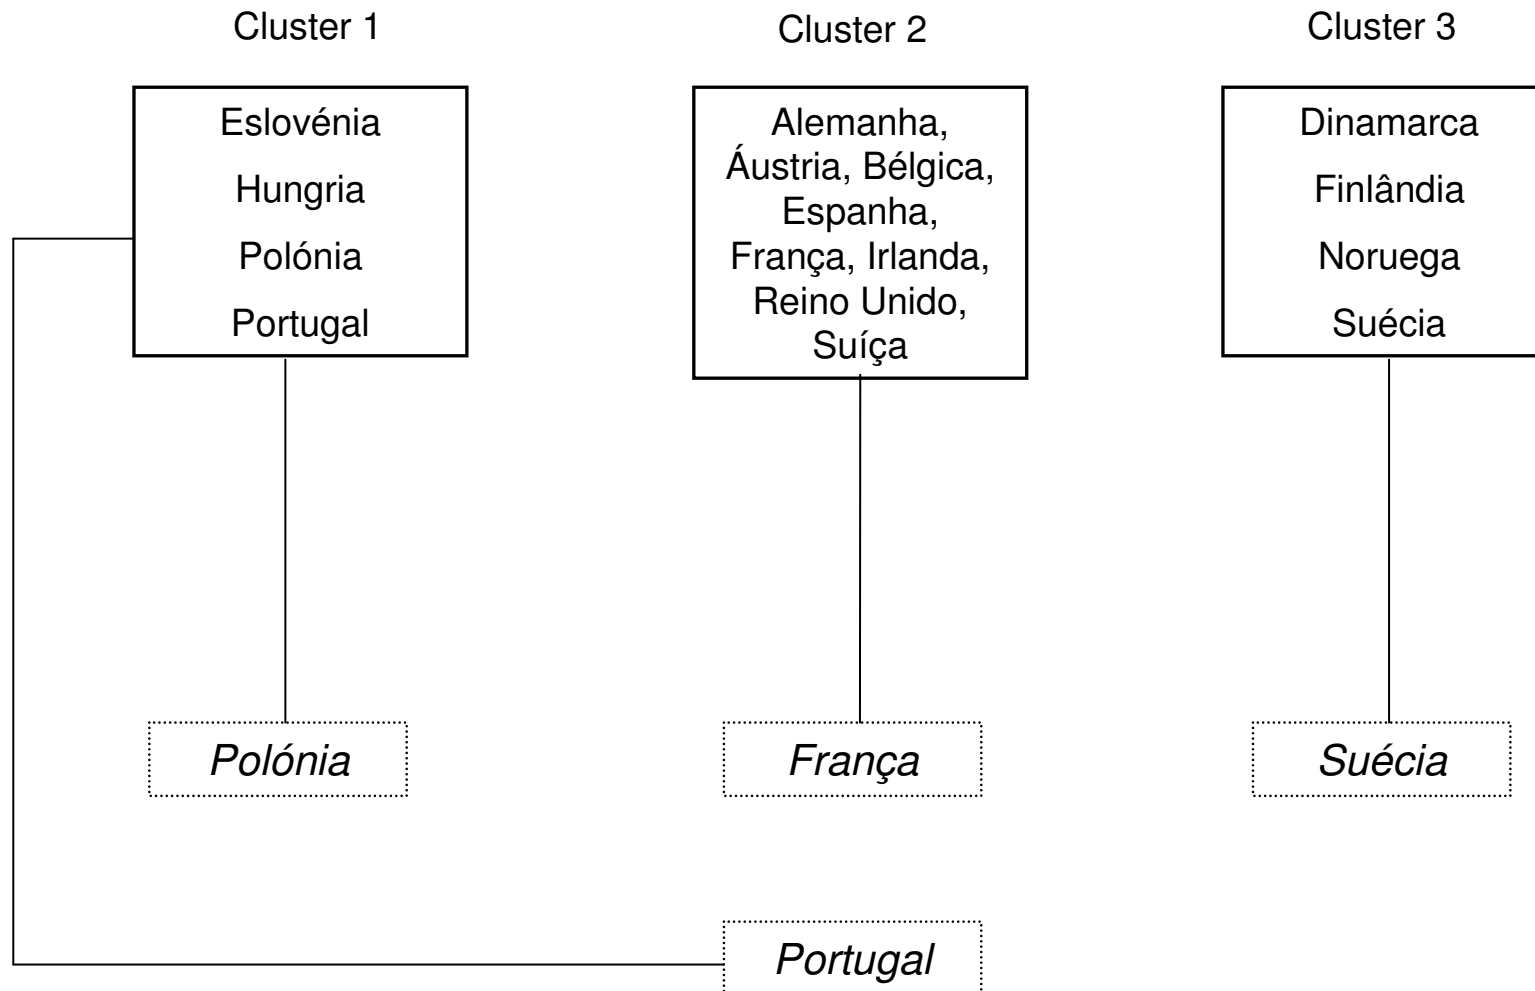 Cluster 1
Cluster 2
Cluster 3
Eslovénia
Hungria
Polónia
Portugal
Alemanha,
Áustria, Bélgica,
Espanha,
França, Irlanda,
Reino Unido,
Suíça
Dinamarca
Finlândia
Noruega
Suécia
Polónia
França
Suécia
Portugal